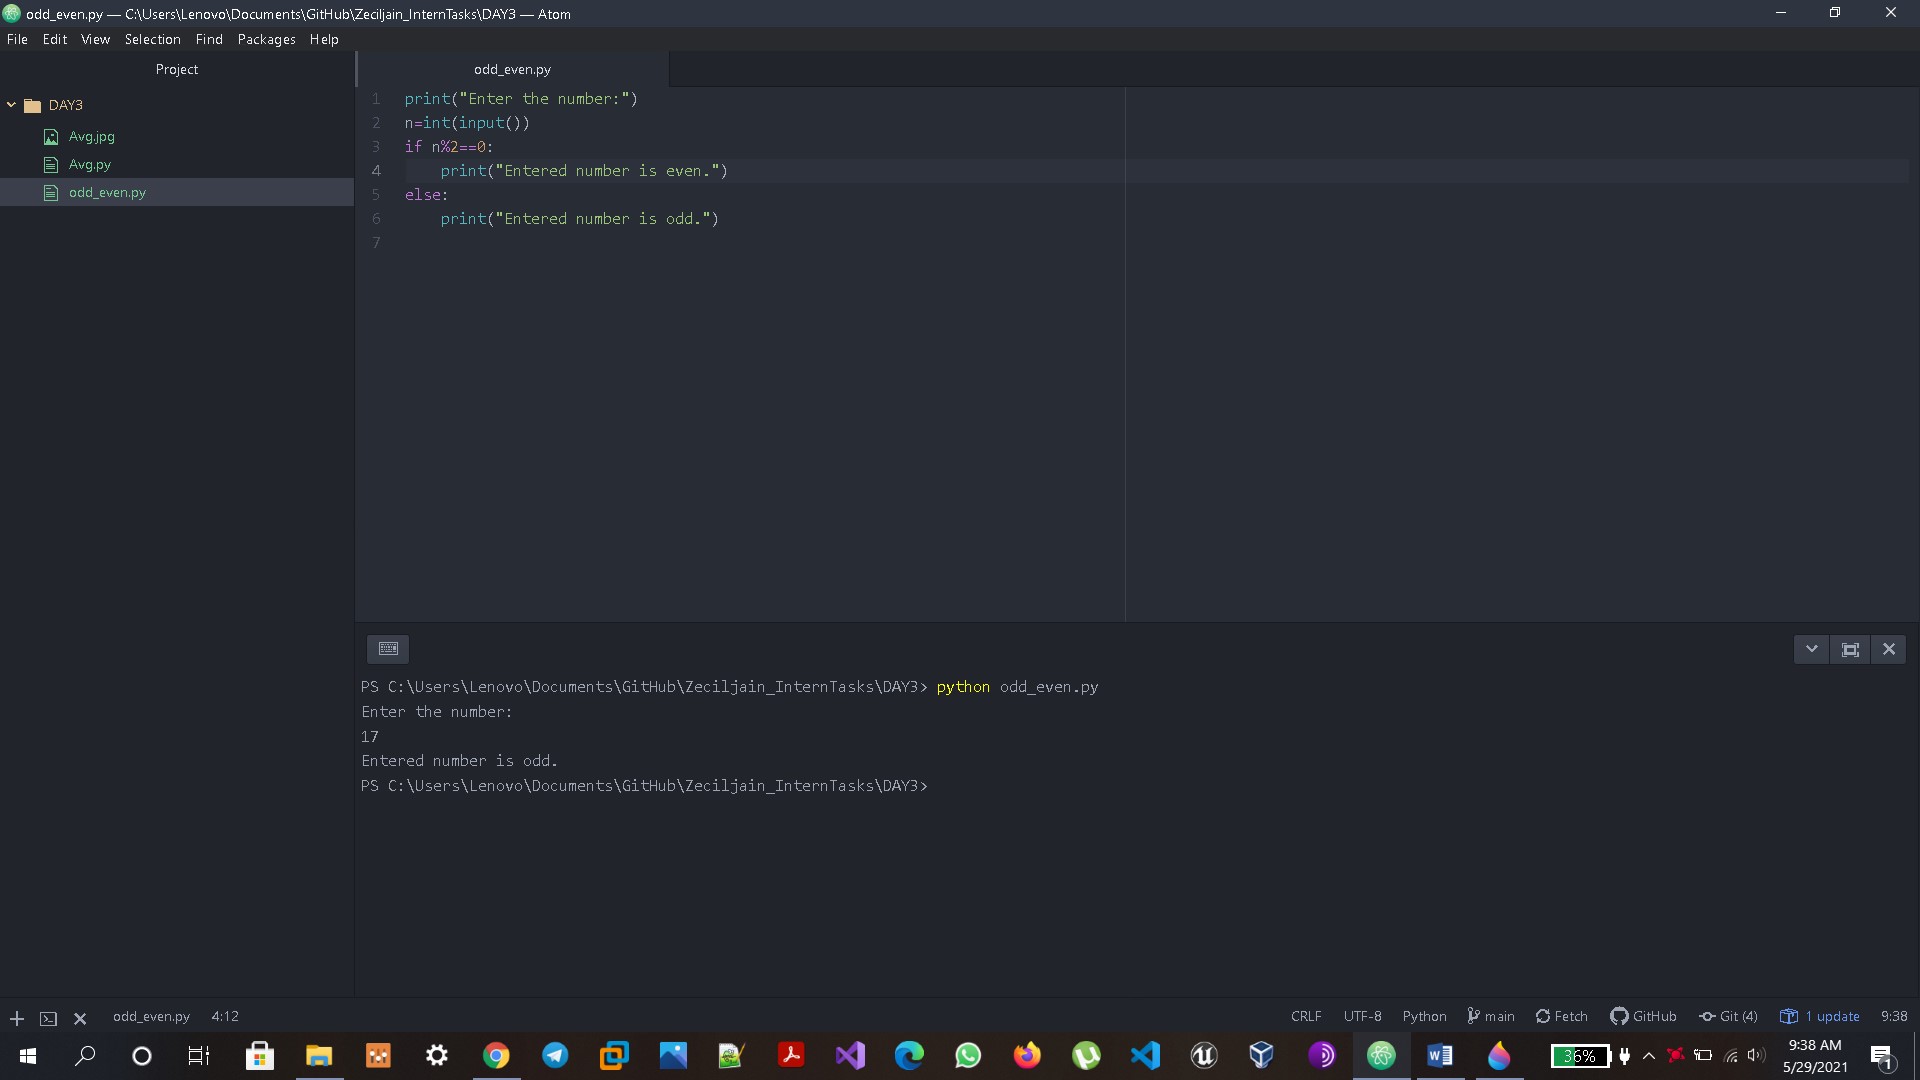 odd_even.py — C:\Users\Lenovo\Documents\GitHub\Zeciljain_InternTasks\DAY3 — Atom
File Edit View Selection Find Packages Help
Project
DAY3
Avg.jpg
Avg.py
odd_even.py
odd_even.py
1 print("Enter the number:")
2 n=int(input())
3 if n%2==0:
4     print("Entered number is even.")
5 else:
6     print("Entered number is odd.")
7
PS C:\Users\Lenovo\Documents\GitHub\Zeciljain_InternTasks\DAY3> python odd_even.py
Enter the number:
17
Entered number is odd.
PS C:\Users\Lenovo\Documents\GitHub\Zeciljain_InternTasks\DAY3>
odd_even.py 4:12 CRLF UTF-8 Python main Fetch GitHub Git (4) 1 update 9:38
36% 9:38 AM
5/29/2021
1